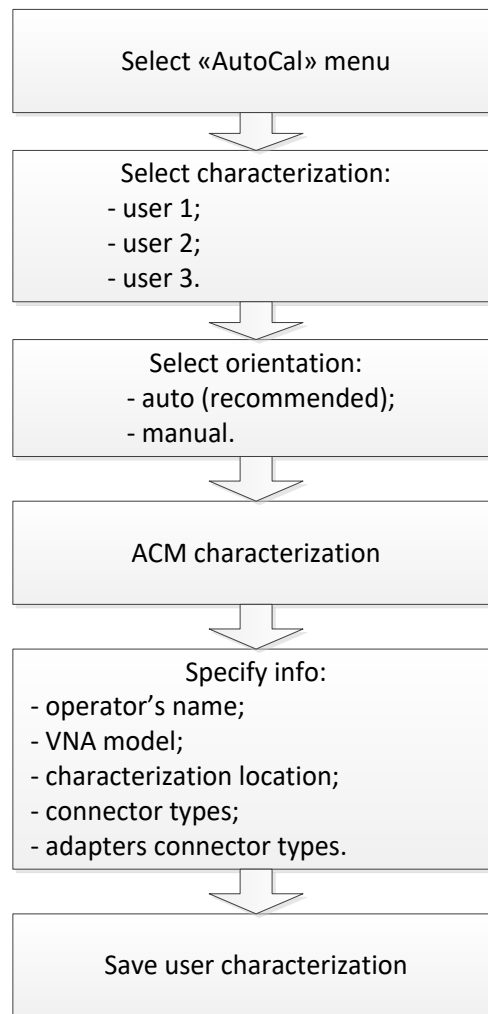 Select «AutoCal» menu
Select characterization:
- user 1;
- user 2;
- user 3.
Select orientation:
- auto (recommended);
- manual.
ACM characterization
Specify info:
- operator’s name;
- VNA model;
- characterization location;
- connector types;
- adapters connector types.
Save user characterization